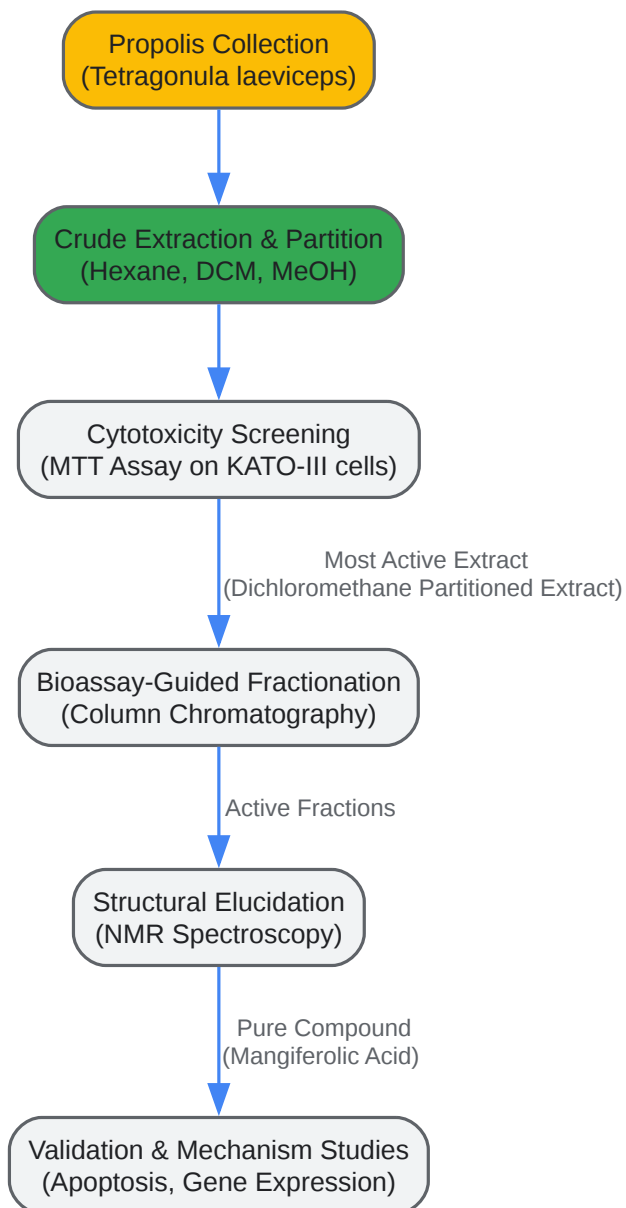 Propolis Collection
(Tetragonula laeviceps)
Crude Extraction & Partition
(Hexane, DCM, MeOH)
Cytotoxicity Screening
(MTT Assay on KATO-III cells)
Most Active Extract
(Dichloromethane Partitioned Extract)
Bioassay-Guided Fractionation
(Column Chromatography)
Active Fractions
Structural Elucidation
(NMR Spectroscopy)
Pure Compound
(Mangiferolic Acid)
Validation & Mechanism Studies
(Apoptosis, Gene Expression)